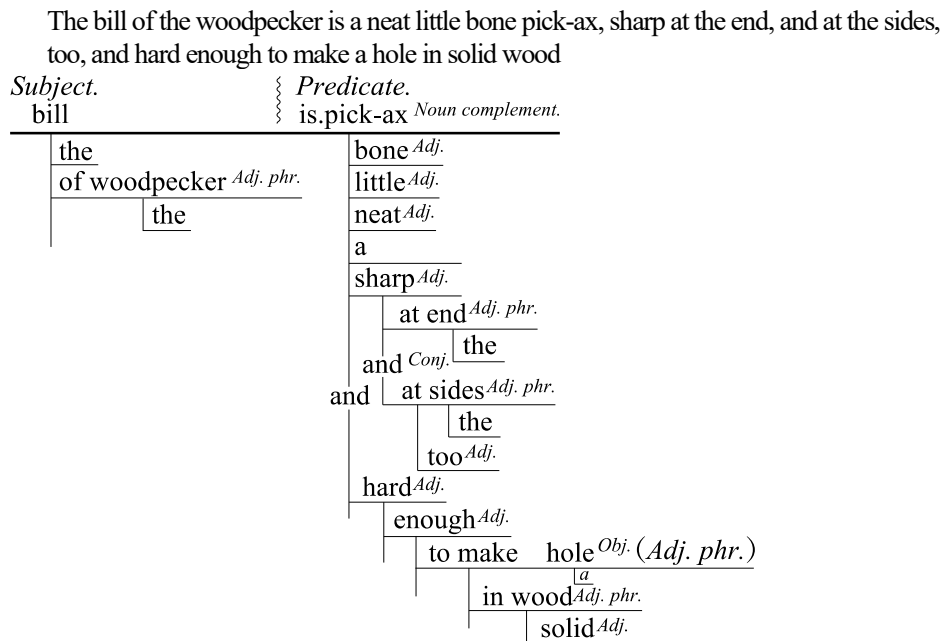 The bill of the woodpecker is a neat little bone pick-ax, sharp at the end, and at the sides,
too, and hard enough to make a hole in solid wood
Subject. Predicate.
bill is.pick-ax Noun complement.
the bone Adj.
of woodpecker Adj. phr. little Adj.
the neat Adj.
a
sharp Adj.
at end Adj. phr.
the
and Conj.
and at sides Adj. phr.
the
too Adj.
hard Adj.
enough Adj.
to make hole Obj. (Adj. phr.)
a
in wood Adj. phr.
solid Adj.